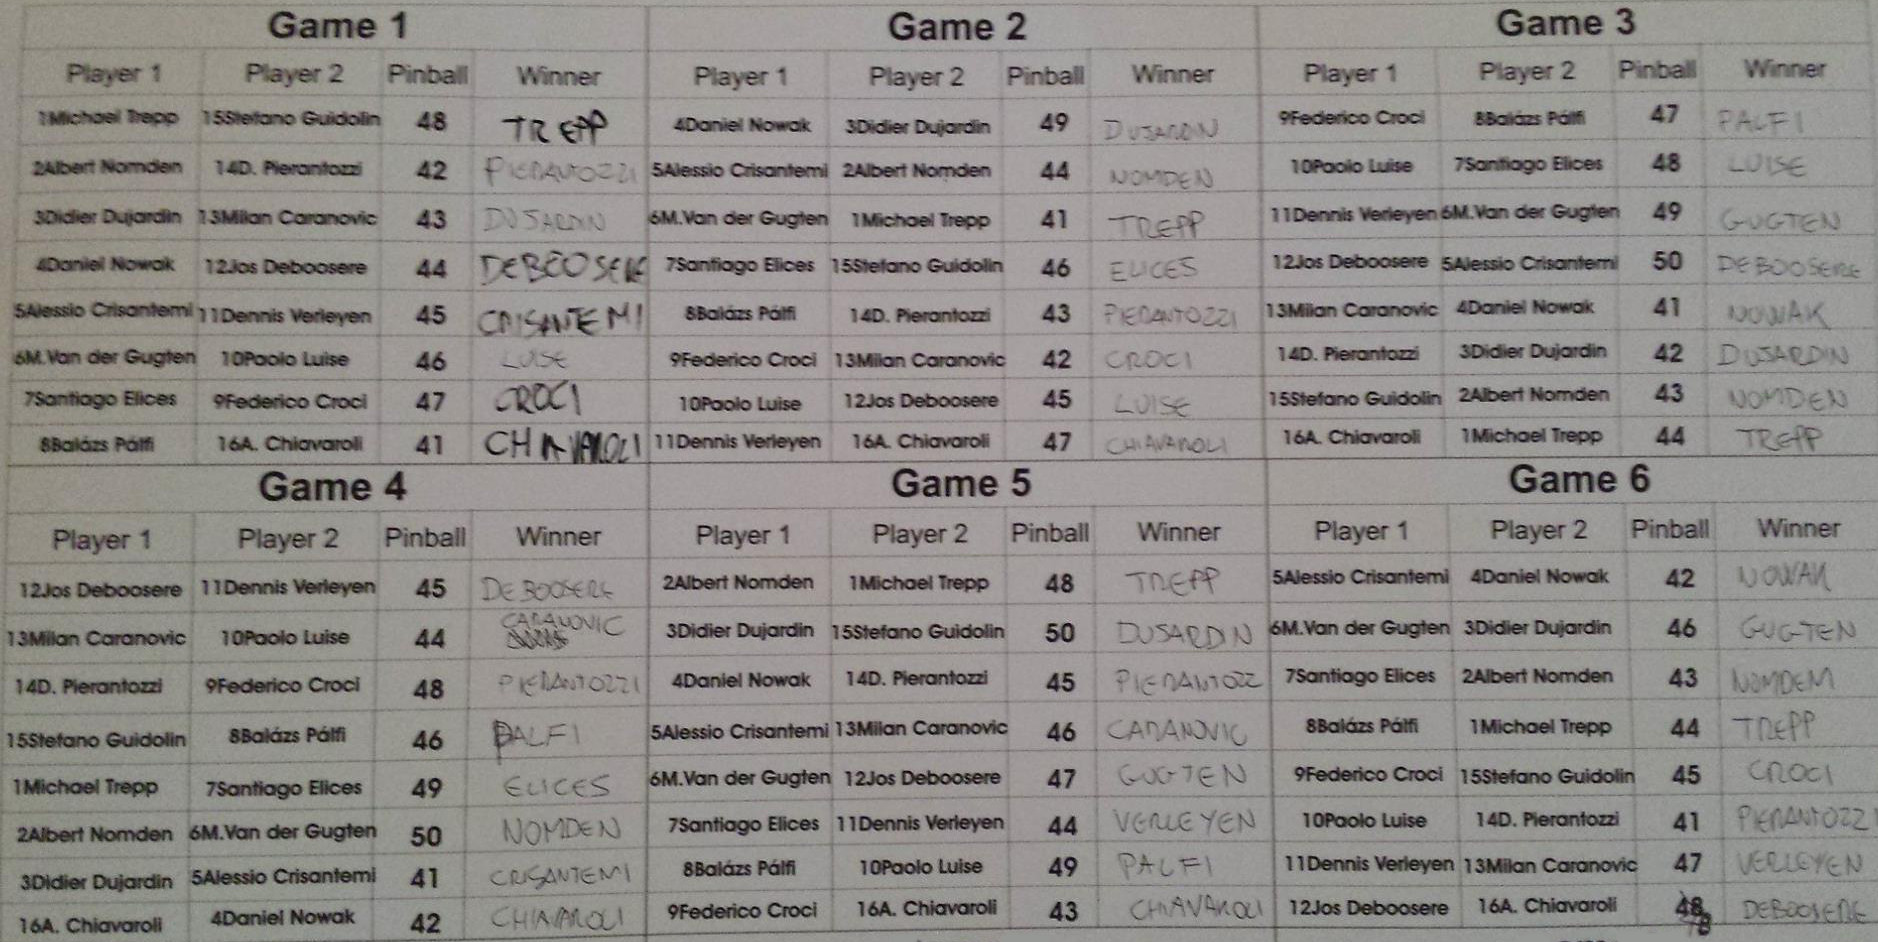 Game 1 Game 2 Game 3
Player 1 Player 2 Pinball Winner Player 1 Player 2 Pinball Winner Player 1 Player 2 Pinball Winner
1Michael Trepp 15Stefano Guidolin 48 TREPP 4Daniel Nowak 3Didier Dujardin 49 DUJARDIN 9Federico Croci 8Balázs Pálfi 47 PALFI
2Albert Nomden 14D. Pierantozzi 42 PIERANTOZZI 5Alessio Crisantemi 2Albert Nomden 44 NOMDEN 10Paolo Luise 7Santiago Elices 48 LUISE
3Didier Dujardin 13Milan Caranovic 43 DUJARDIN 6M.Van der Gugten 1Michael Trepp 41 TREPP 11Dennis Verleyen 6M.Van der Gugten 49 GUGTEN
4Daniel Nowak 12Jos Deboosere 44 DEBEOSERE 7Santiago Elices 15Stefano Guidolin 46 ELICES 12Jos Deboosere 5Alessio Crisantemi 50 DEBOOSERE
5Alessio Crisantemi 11Dennis Verleyen 45 CRISANTEMI 8Balázs Pálfi 14D. Pierantozzi 43 PIERANTOZZI 13Milan Caranovic 4Daniel Nowak 41 NOWAK
6M.Van der Gugten 10Paolo Luise 46 LUISE 9Federico Croci 13Milan Caranovic 42 CROCI 14D. Pierantozzi 3Didier Dujardin 42 DUJARDIN
7Santiago Elices 9Federico Croci 47 CROCI 10Paolo Luise 12Jos Deboosere 45 LUISE 15Stefano Guidolin 2Albert Nomden 43 NOMDEN
8Balázs Pálfi 16A. Chiavaroli 41 CHIAVAROLI 11Dennis Verleyen 16A. Chiavaroli 47 CHIAVAROLI 16A. Chiavaroli 1Michael Trepp 44 TREPP
Game 4 Game 5 Game 6
Player 1 Player 2 Pinball Winner Player 1 Player 2 Pinball Winner Player 1 Player 2 Pinball Winner
12Jos Deboosere 11Dennis Verleyen 45 DEBOOSERE 2Albert Nomden 1Michael Trepp 48 TREPP 5Alessio Crisantemi 4Daniel Nowak 42 NOWAK
13Milan Caranovic 10Paolo Luise 44 CARANOVIC 3Didier Dujardin 15Stefano Guidolin 50 DUJARDIN 6M.Van der Gugten 3Didier Dujardin 46 GUGTEN
14D. Pierantozzi 9Federico Croci 48 PIERANTOZZI 4Daniel Nowak 14D. Pierantozzi 45 PIERANTOZZ 7Santiago Elices 2Albert Nomden 43 NOMDEM
15Stefano Guidolin 8Balázs Pálfi 46 PALFI 5Alessio Crisantemi 13Milan Caranovic 46 CARANOVIC 8Balázs Pálfi 1Michael Trepp 44 TREPP
1Michael Trepp 7Santiago Elices 49 ELICES 6M.Van der Gugten 12Jos Deboosere 47 GUGTEN 9Federico Croci 15Stefano Guidolin 45 CROCI
2Albert Nomden 6M.Van der Gugten 50 NOMDEN 7Santiago Elices 11Dennis Verleyen 44 VERLEYEN 10Paolo Luise 14D. Pierantozzi 41 PIERANTOZZI
3Didier Dujardin 5Alessio Crisantemi 41 CRISANTEMI 8Balázs Pálfi 10Paolo Luise 49 PALFI 11Dennis Verleyen 13Milan Caranovic 47 VERLEYEN
16A. Chiavaroli 4Daniel Nowak 42 CHIAVAROLI 9Federico Croci 16A. Chiavaroli 43 CHIAVAROLI 12Jos Deboosere 16A. Chiavaroli 48 DEBOOSERE